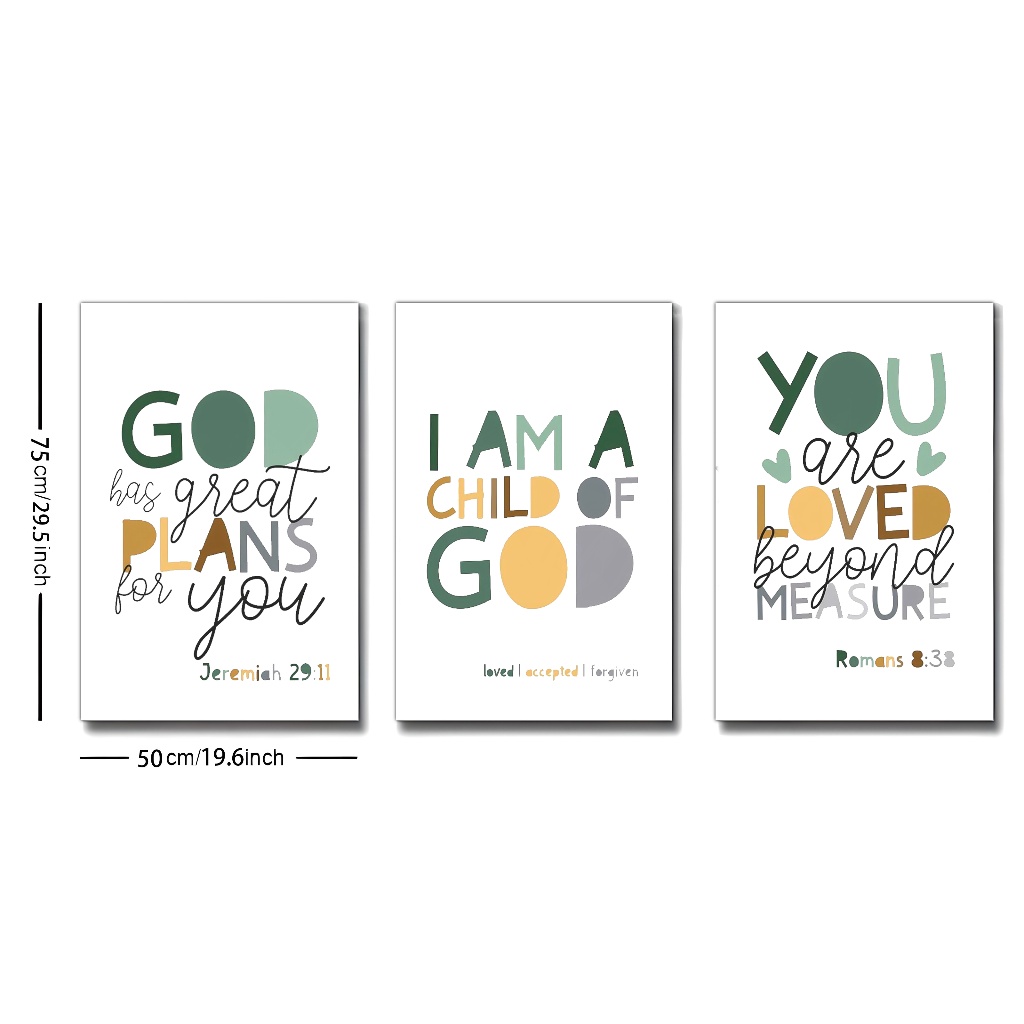 75cm/29.5inch
GOD
has great
PLANS
for you
Jeremiah 29:11
50cm/19.6inch
I AM A
CHILD OF
GOD
loved | accepted | forgiven
YOU
are
LOVED
beyond
MEASURE
Romans 8:38